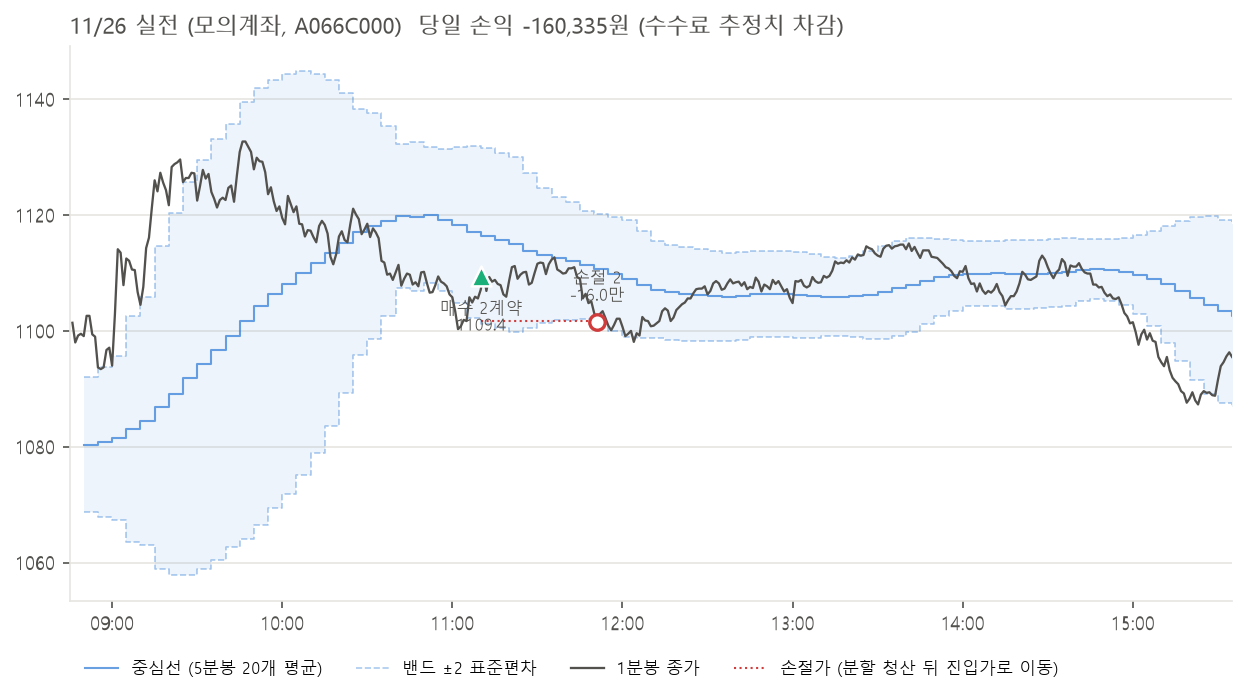 11/26 실전 (모의계좌, A066C000)  당일 손익 -160,335원 (수수료 추정치 차감)
1140
1120
1100
1080
1060
손절 2
-16.0만
매수 2계약
1109.4
09:00 10:00 11:00 12:00 13:00 14:00 15:00
중심선 (5분봉 20개 평균) 밴드 ±2 표준편차 1분봉 종가 손절가 (분할 청산 뒤 진입가로 이동)